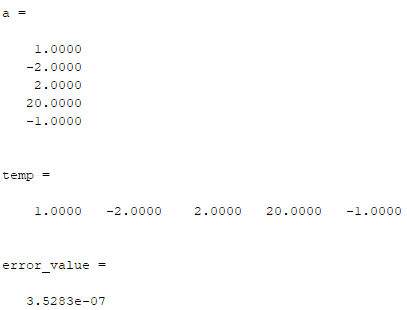 a =
1.0000
-2.0000
2.0000
20.0000
-1.0000
temp =
1.0000 -2.0000 2.0000 20.0000 -1.0000
error_value =
3.5283e-07